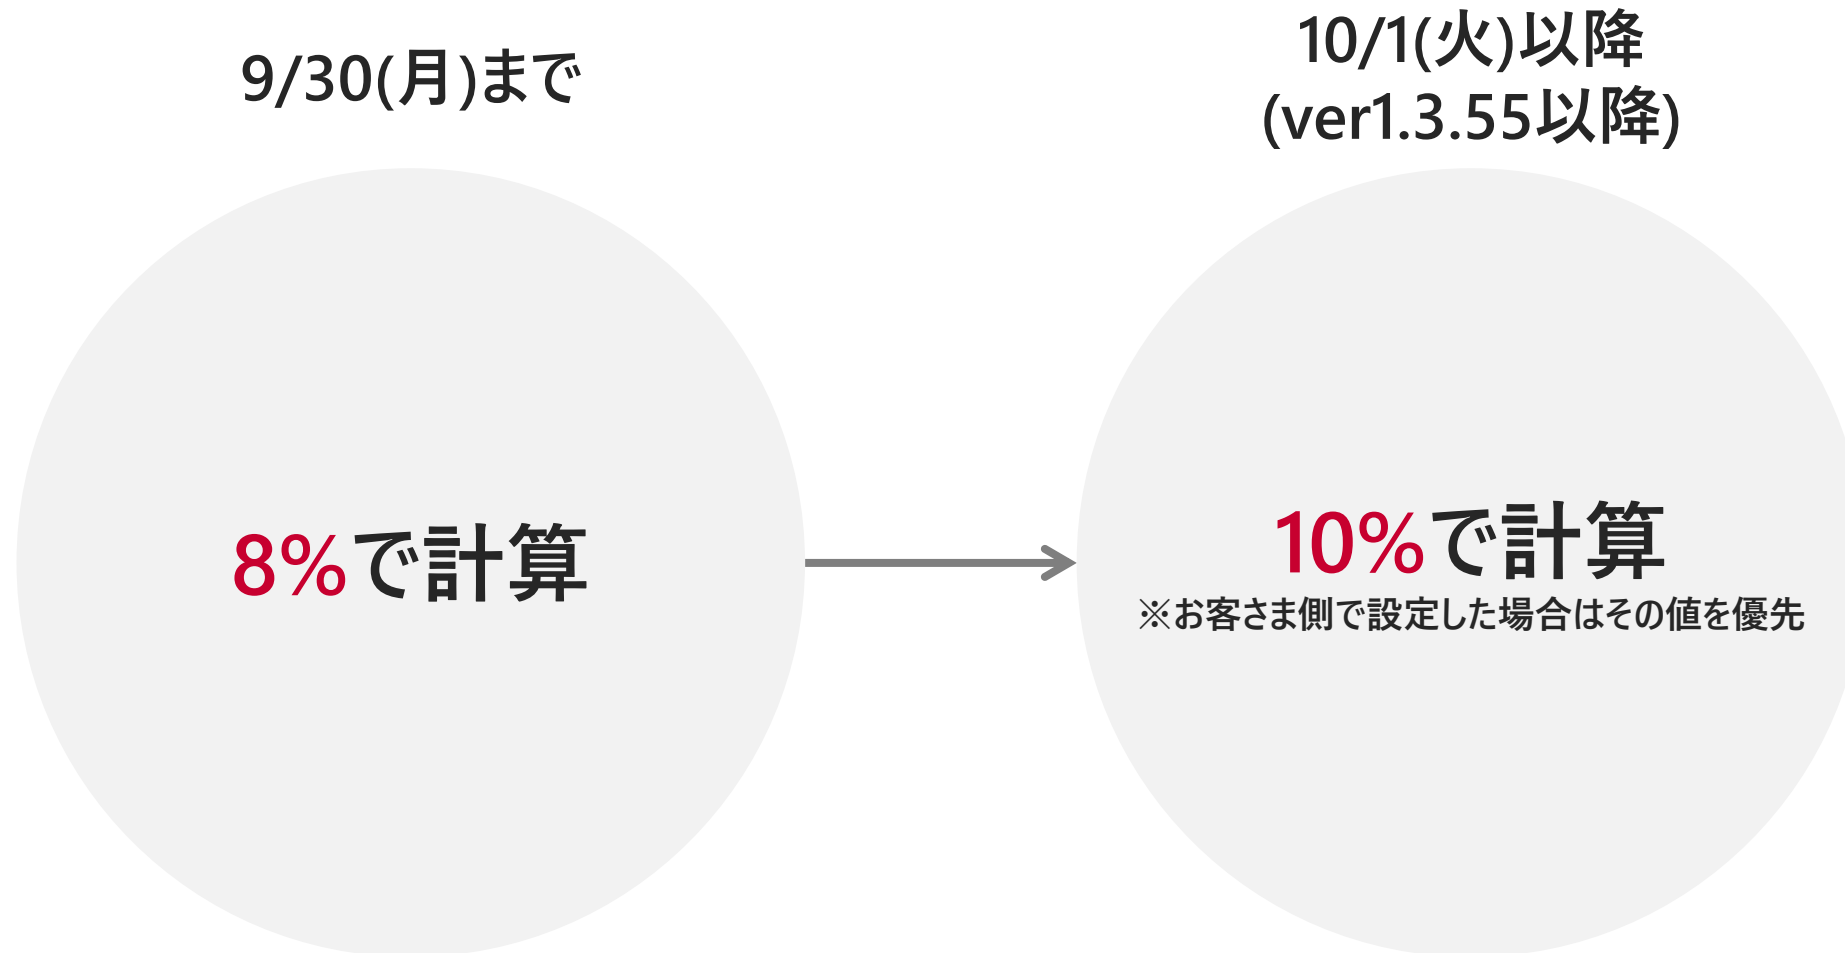 9/30(月)まで
8%で計算
10/1(火)以降
(ver1.3.55以降)
10%で計算
※お客さま側で設定した場合はその値を優先